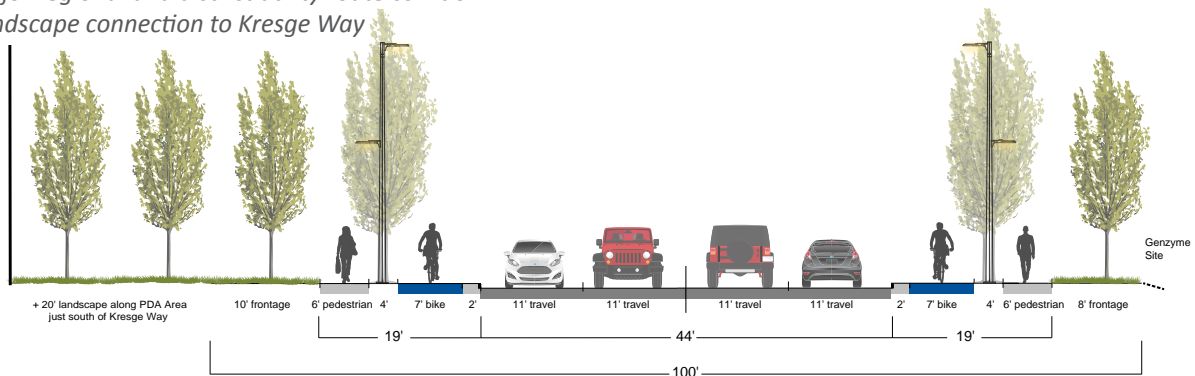 landscape connection to Kresge Way
Genzyme
Site
+ 20' landscape along PDA Area
just south of Kresge Way
10' frontage
6' pedestrian
4'
7' bike
2'
11' travel
11' travel
11' travel
11' travel
2'
7' bike
4'
6' pedestrian
8' frontage
19'
44'
19'
100'